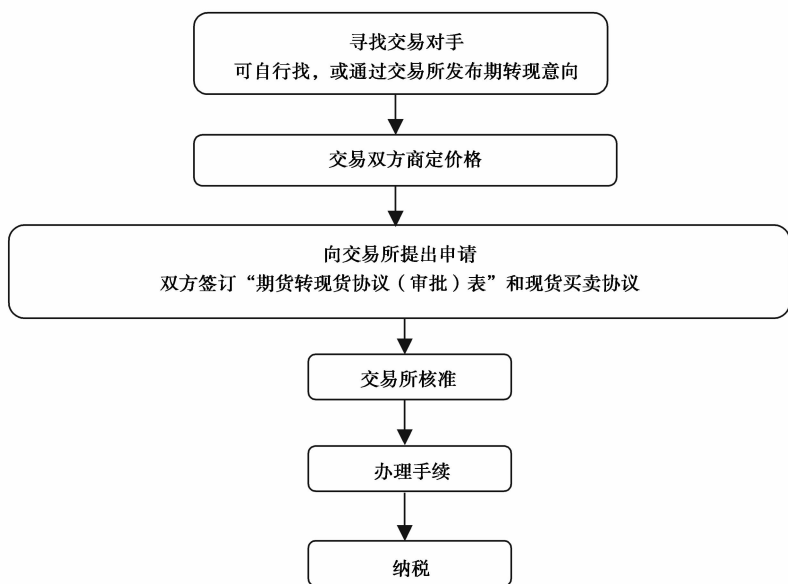 寻找交易对手
可自行找，或通过交易所发布期转现意向
交易双方商定价格
向交易所提出申请
双方签订“期货转现货协议（审批）表”和现货买卖协议
交易所核准
办理手续
纳税